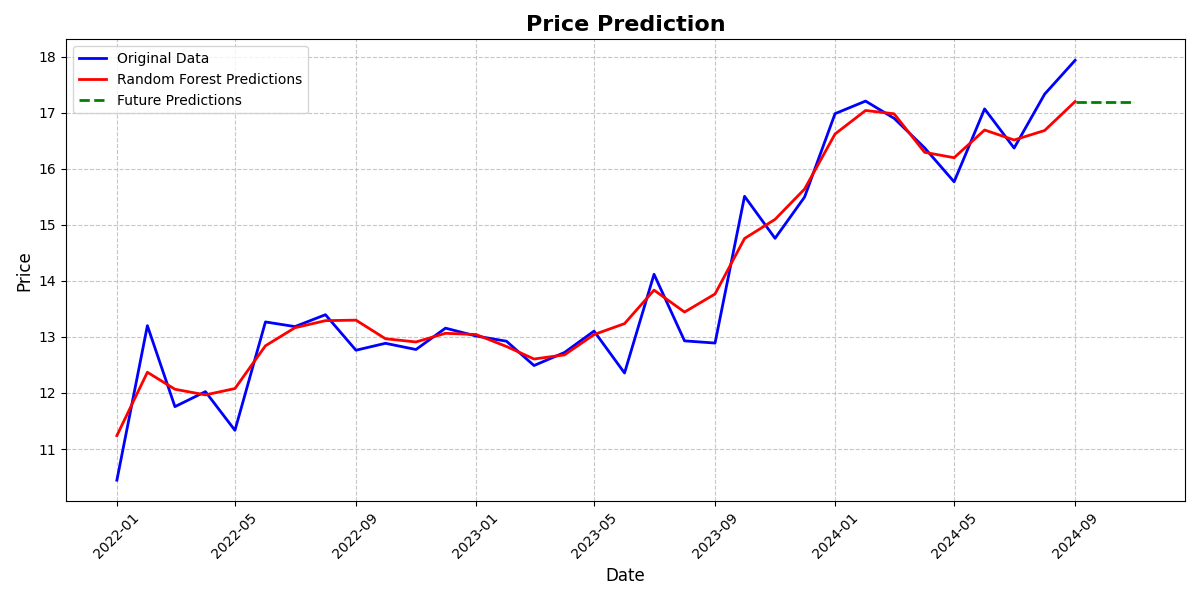 Price Prediction
Original Data
Random Forest Predictions
Future Predictions
Price
18
17
16
15
14
13
12
11
2022-01
2022-05
2022-09
2023-01
2023-05
2023-09
2024-01
2024-05
2024-09
Date